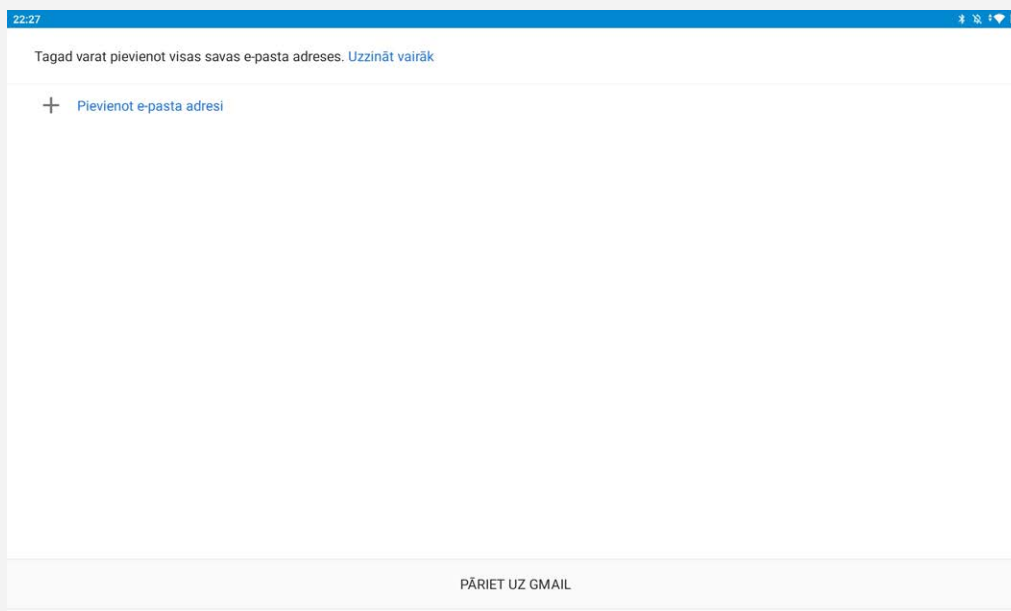 22:27
Tagad varat pievienot visas savas e-pasta adreses. Uzzināt vairāk
Pievienot e-pasta adresi
PĀRIET UZ GMAIL